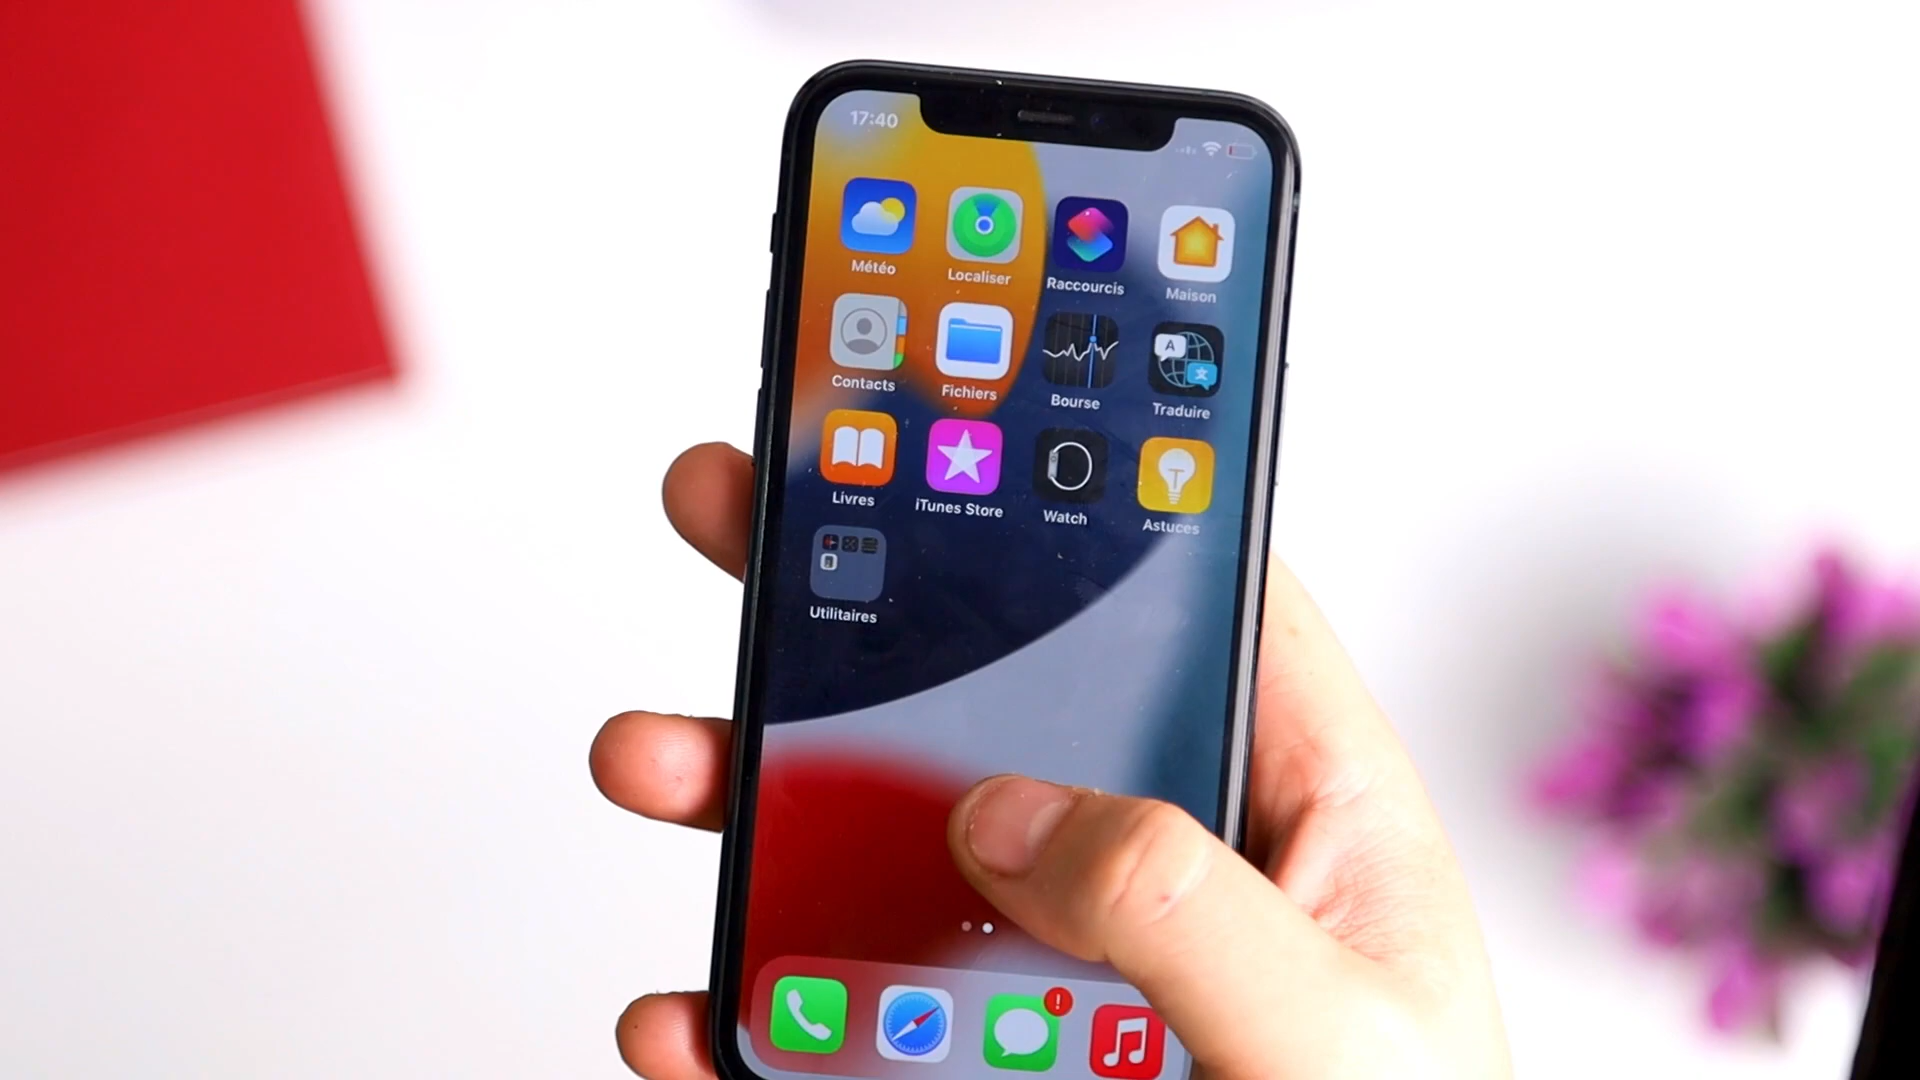 17:40
Météo
Localiser
Raccourcis
Maison
Contacts
Fichiers
Bourse
A
Traduire
Livres
iTunes Store
Watch
Astuces
Utilitaires
!